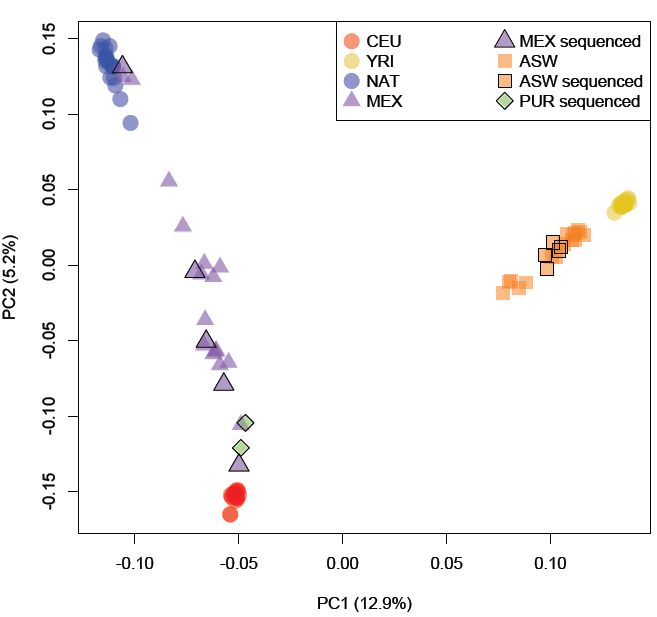 CEU
YRI
NAT
MEX
MEX sequenced
ASW
ASW sequenced
PUR sequenced
0.15
0.10
0.05
0.00
-0.05
-0.10
-0.15
PC2 (5.2%)
-0.10 -0.05 0.00 0.05 0.10
PC1 (12.9%)